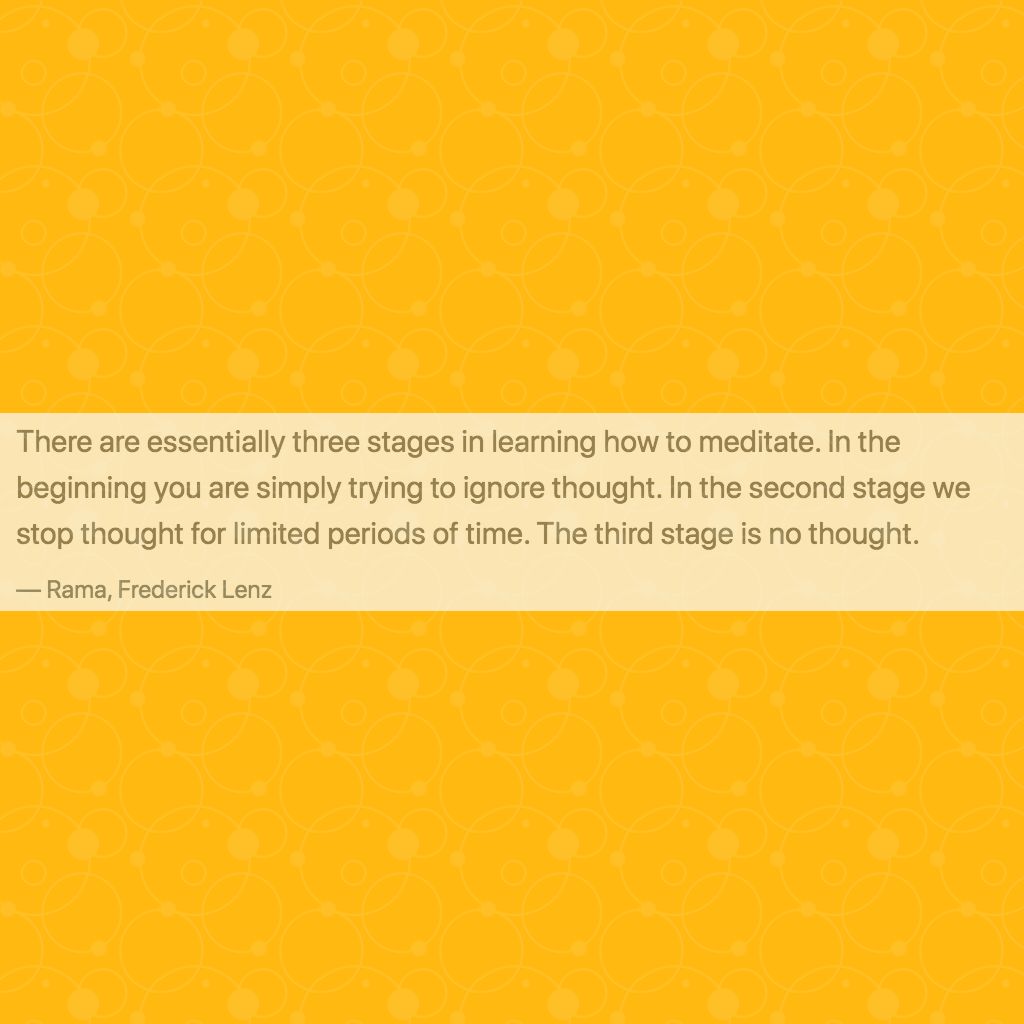 There are essentially three stages in learning how to meditate. In the
beginning you are simply trying to ignore thought. In the second stage we
stop thought for limited periods of time. The third stage is no thought.
— Rama, Frederick Lenz